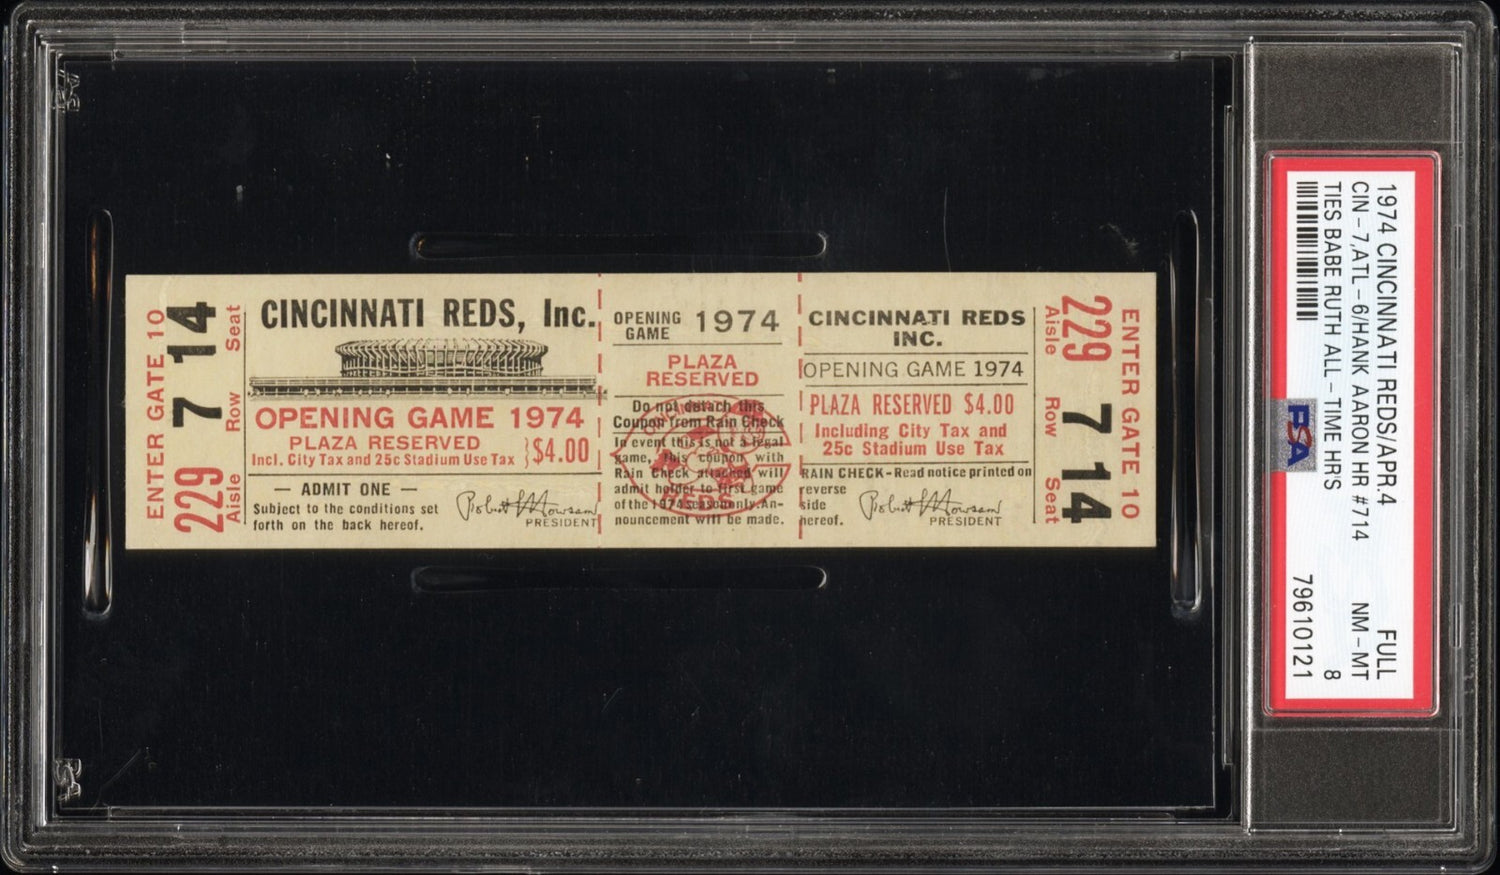 ENTER GATE 10
229 7 14
Aisle Row Seat
CINCINNATI REDS, Inc.
OPENING GAME 1974
PLAZA RESERVED
Incl. City Tax and 25c Stadium Use Tax } $4.00
— ADMIT ONE —
Subject to the conditions set
forth on the back hereof.
Robert L Howsam
PRESIDENT
OPENING
GAME 1974
PLAZA
RESERVED
Do not detach this
Coupon from Rain Check
In event this is not a legal
game, this coupon with
Rain Check attached will
admit holder to first game
of the 1974 season only. An-
nouncement will be made.
REDS
CINCINNATI REDS
INC.
OPENING GAME 1974
PLAZA RESERVED $4.00
Including City Tax and
25c Stadium Use Tax
RAIN CHECK - Read notice printed on
reverse
side
hereof.
Robert L Howsam
PRESIDENT
Aisle Row Seat
229 7 14
ENTER GATE 10
1974 CINCINNATI REDS/APR.4 FULL
CIN-7,ATL-6/HANK AARON HR #714 NM-MT
TIES BABE RUTH ALL-TIME HR'S 8
PSA 79610121